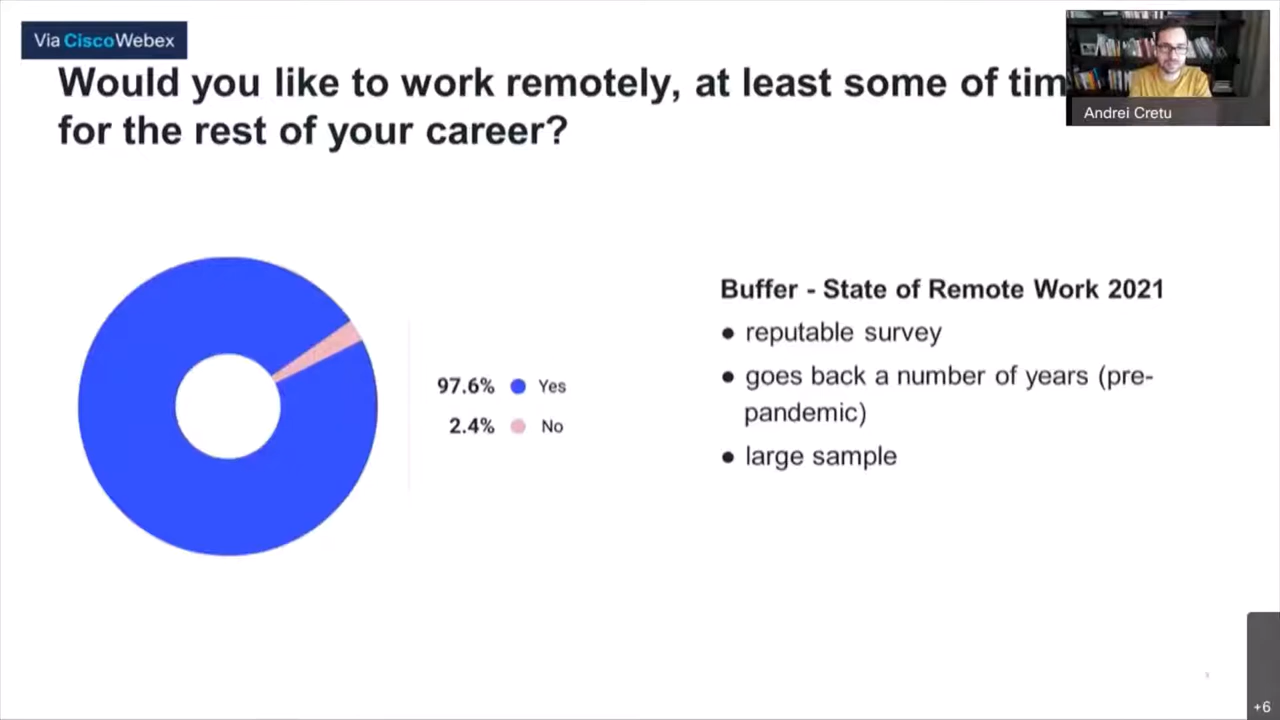 Via CiscoWebex
Would you like to work remotely, at least some of tim
for the rest of your career?
Andrei Cretu
97.6% Yes
2.4% No
Buffer - State of Remote Work 2021
● reputable survey
● goes back a number of years (pre-
pandemic)
● large sample
+6